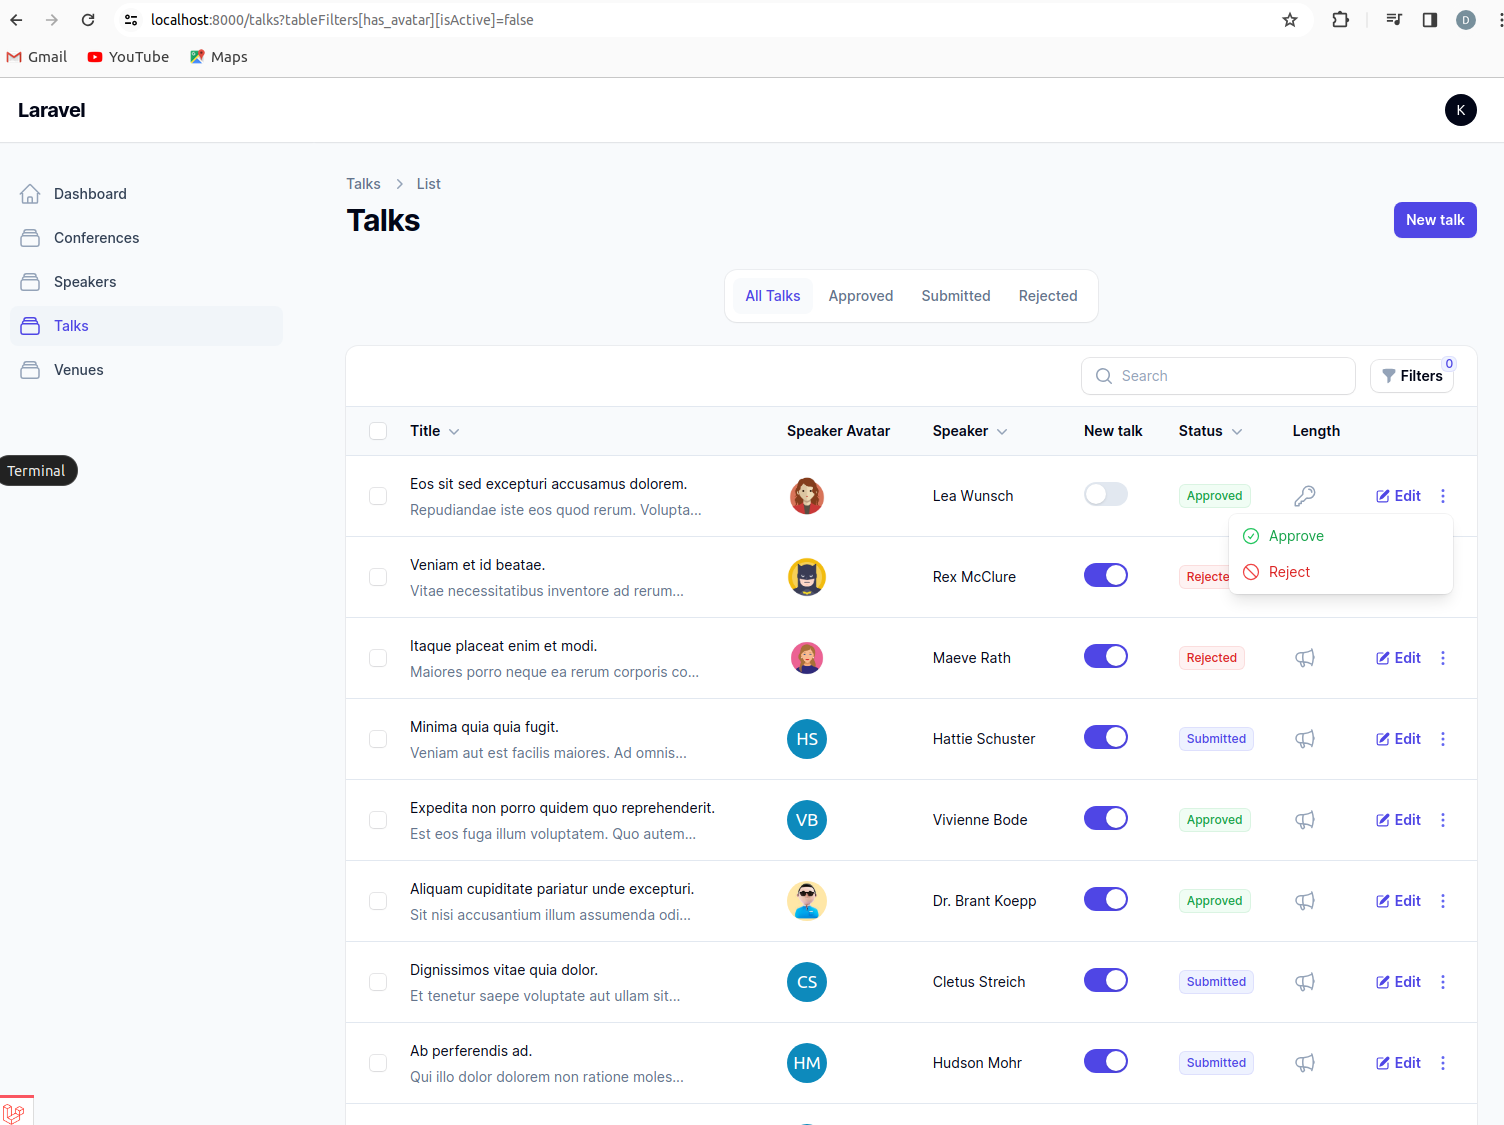 localhost:8000/talks?tableFilters[has_avatar][isActive]=false
D
Gmail YouTube Maps
Laravel
K
Dashboard
Conferences
Speakers
Talks
Venues
Terminal
Talks List
Talks
New talk
All Talks Approved Submitted Rejected
Search
Filters 0
Title Speaker Avatar Speaker New talk Status Length
Eos sit sed excepturi accusamus dolorem.
Repudiandae iste eos quod rerum. Volupta...
Lea Wunsch Approved Edit
Approve
Reject
Veniam et id beatae.
Vitae necessitatibus inventore ad rerum...
Rex McClure Rejecte
Itaque placeat enim et modi.
Maiores porro neque ea rerum corporis co...
Maeve Rath Rejected Edit
Minima quia quia fugit.
Veniam aut est facilis maiores. Ad omnis...
HS Hattie Schuster Submitted Edit
Expedita non porro quidem quo reprehenderit.
Est eos fuga illum voluptatem. Quo autem...
VB Vivienne Bode Approved Edit
Aliquam cupiditate pariatur unde excepturi.
Sit nisi accusantium illum assumenda odi...
Dr. Brant Koepp Approved Edit
Dignissimos vitae quia dolor.
Et tenetur saepe voluptate aut ullam sit...
CS Cletus Streich Submitted Edit
Ab perferendis ad.
Qui illo dolor dolorem non ratione moles...
HM Hudson Mohr Submitted Edit